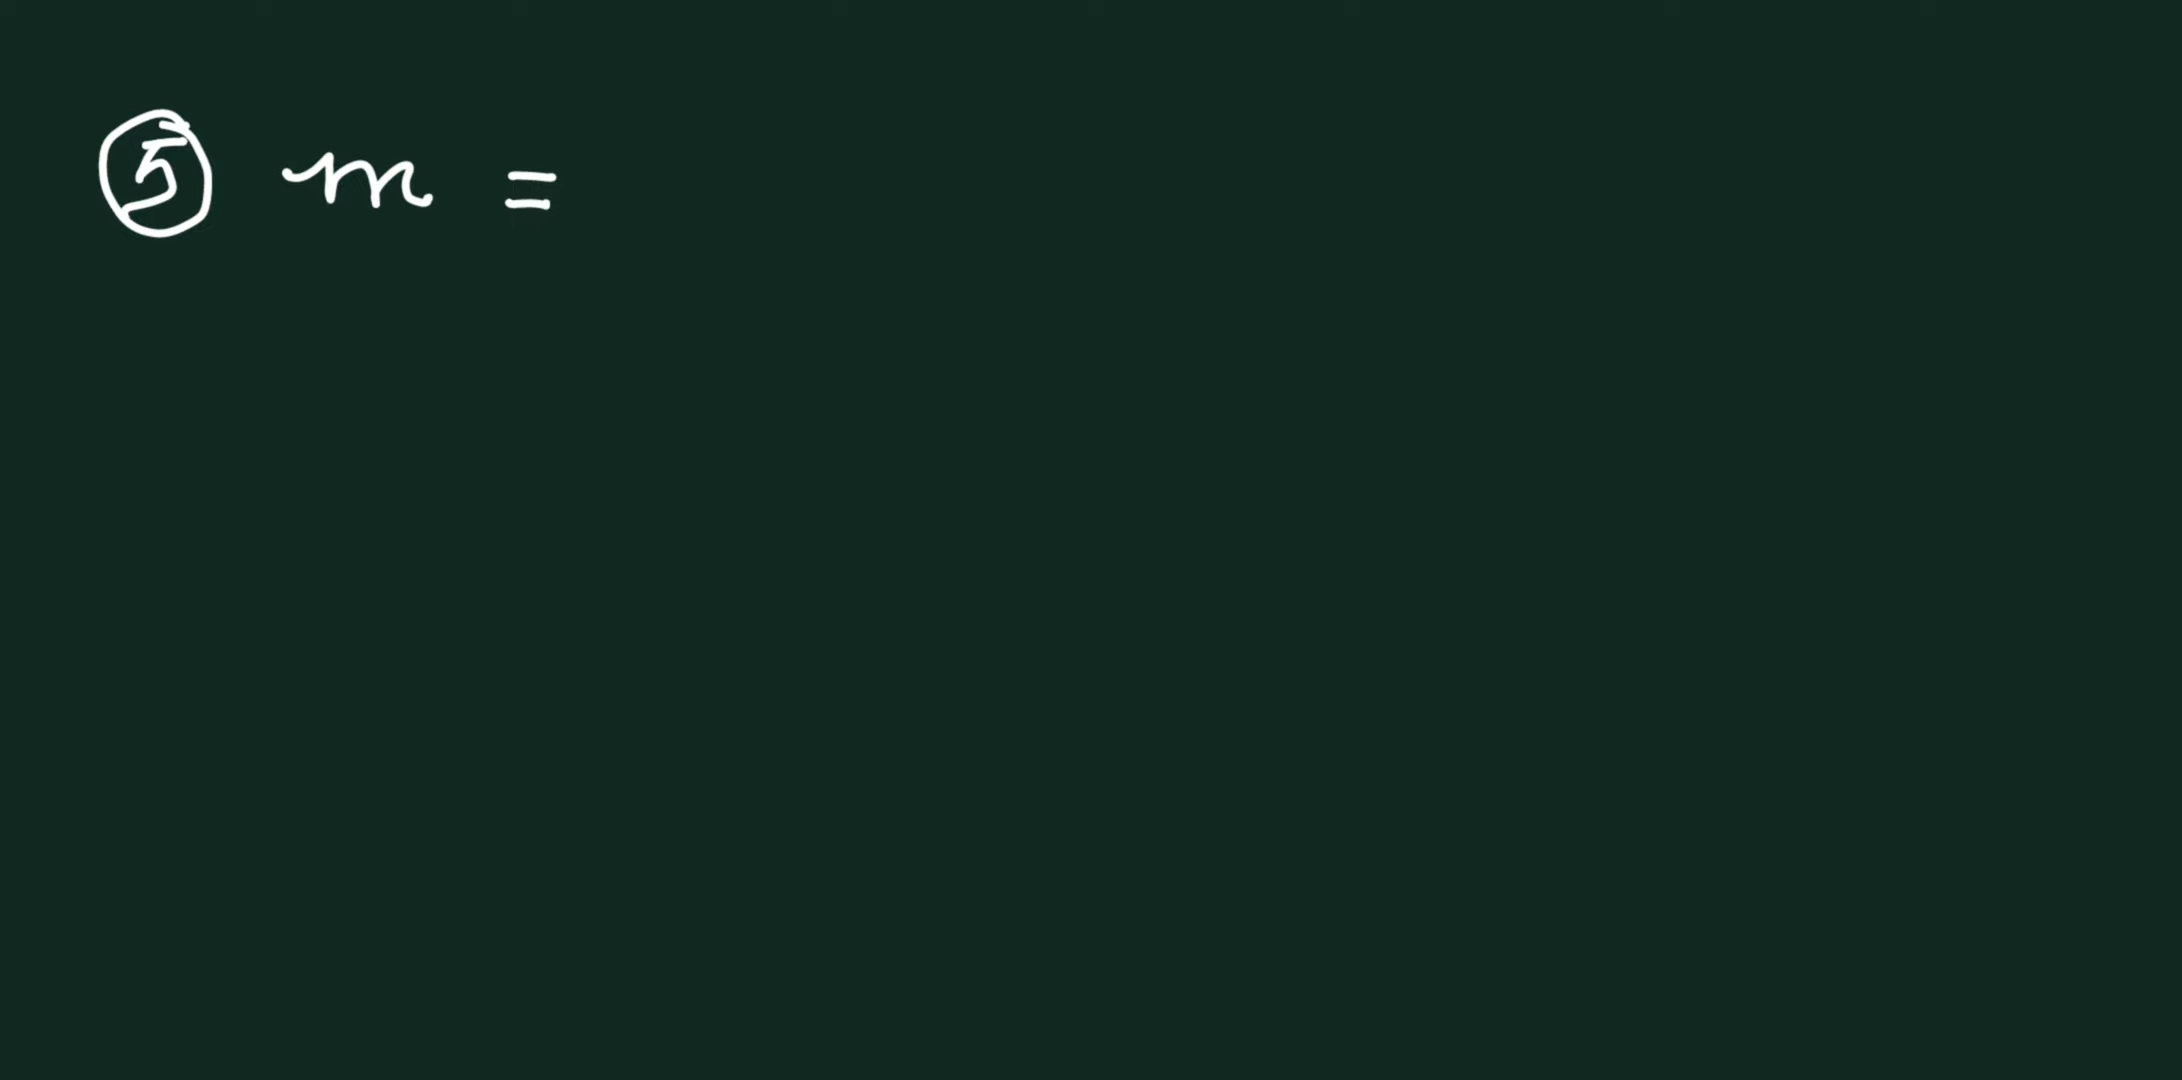 ⑤ m =